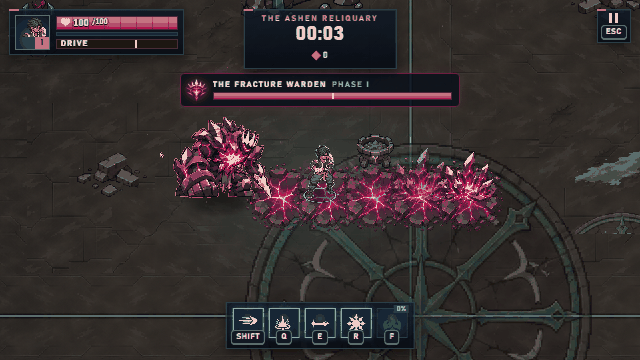 100/100
1
DRIVE
THE ASHEN RELIQUARY
00:03
0
ESC
THE FRACTURE WARDEN PHASE I
0%
SHIFT
Q
E
R
F